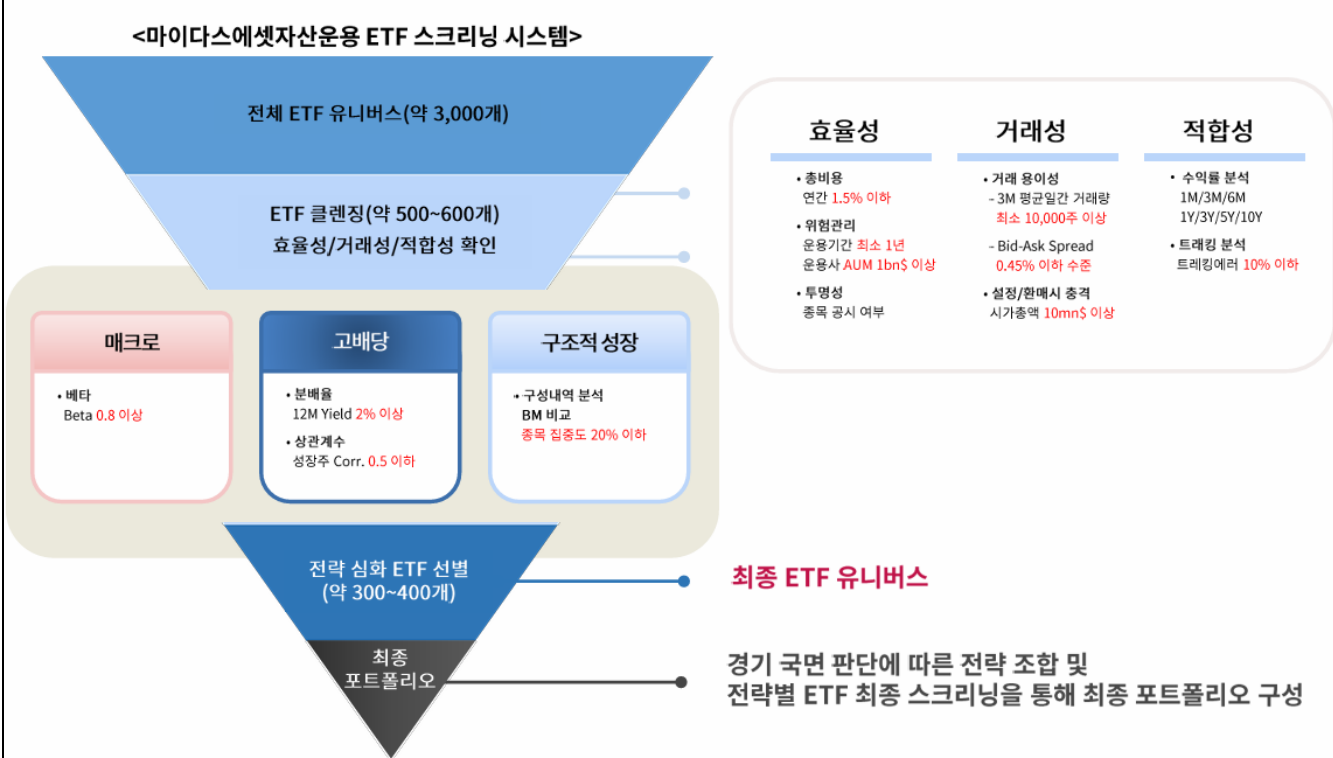 <마이다스에셋자산운용 ETF 스크리닝 시스템>
전체 ETF 유니버스(약 3,000개)
ETF 클렌징(약 500~600개)
효율성/거래성/적합성 확인
효율성
• 총비용
연간 1.5% 이하
• 위험관리
운용기간 최소 1년
운용사 AUM 1bn$ 이상
• 투명성
종목 공시 여부
거래성
• 거래 용이성
- 3M 평균일간 거래량
최소 10,000주 이상
- Bid-Ask Spread
0.45% 이하 수준
• 설정/환매시 충격
시가총액 10mn$ 이상
적합성
• 수익률 분석
1M/3M/6M
1Y/3Y/5Y/10Y
• 트래킹 분석
트레킹에러 10% 이하
매크로
• 베타
Beta 0.8 이상
고배당
• 분배율
12M Yield 2% 이상
• 상관계수
성장주 Corr. 0.5 이하
구조적 성장
• 구성내역 분석
BM 비교
종목 집중도 20% 이하
전략 심화 ETF 선별
(약 300~400개)
최종 ETF 유니버스
최종
포트폴리오
경기 국면 판단에 따른 전략 조합 및
전략별 ETF 최종 스크리닝을 통해 최종 포트폴리오 구성